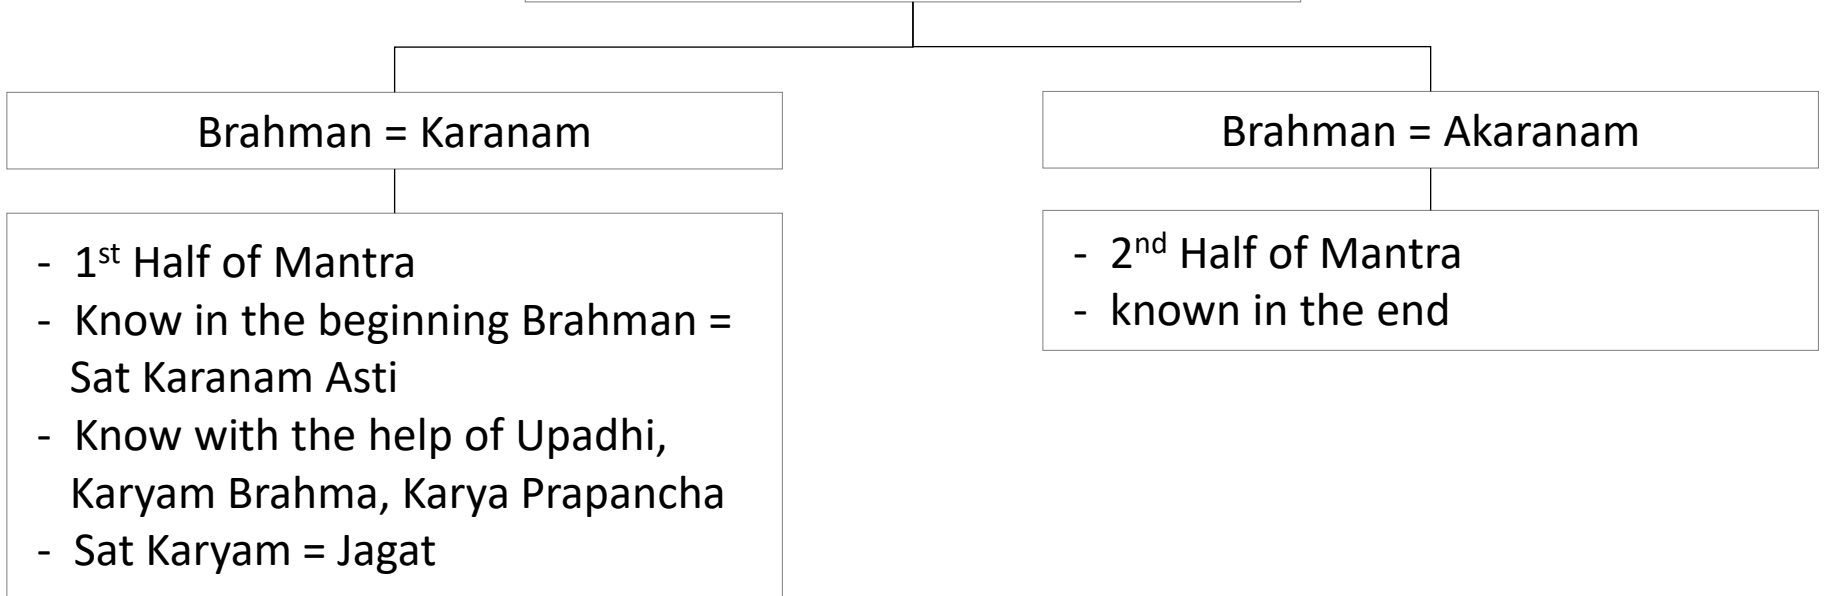 Brahman = Karanam
- 1st Half of Mantra
- Know in the beginning Brahman =
Sat Karanam Asti
- Know with the help of Upadhi,
Karyam Brahma, Karya Prapancha
- Sat Karyam = Jagat
Brahman = Akaranam
- 2nd Half of Mantra
- known in the end